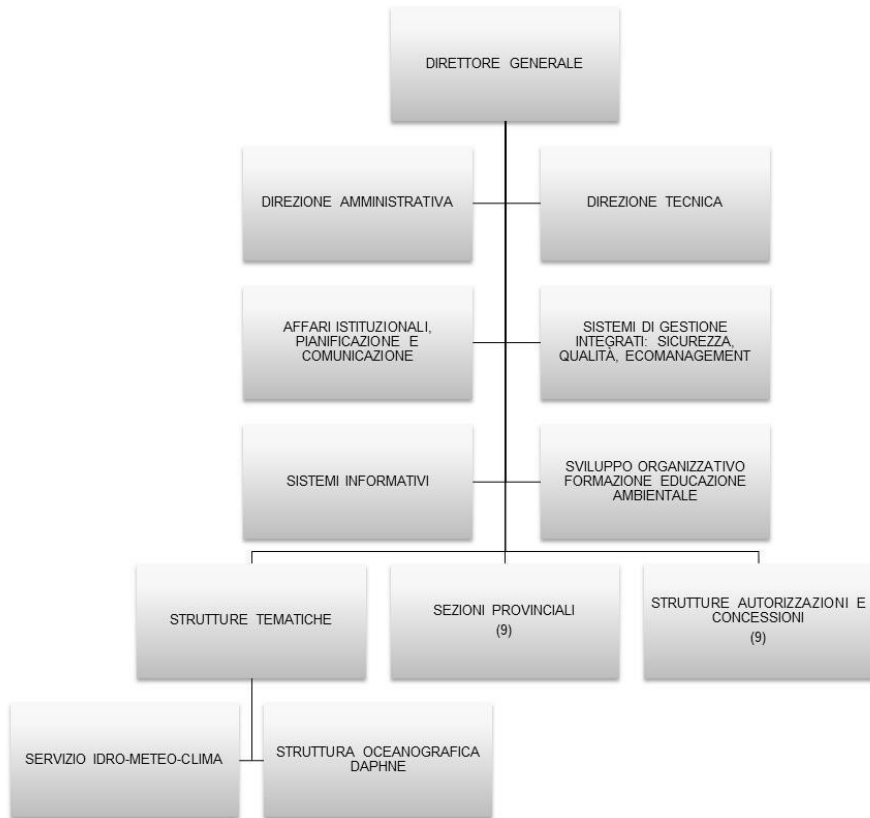 DIRETTORE GENERALE
DIREZIONE AMMINISTRATIVA
DIREZIONE TECNICA
AFFARI ISTITUZIONALI,
PIANIFICAZIONE E
COMUNICAZIONE
SISTEMI DI GESTIONE
INTEGRATI: SICUREZZA,
QUALITÀ, ECOMANAGEMENT
SISTEMI INFORMATIVI
SVILUPPO ORGANIZZATIVO
FORMAZIONE EDUCAZIONE
AMBIENTALE
STRUTTURE TEMATICHE
SEZIONI PROVINCIALI
(9)
STRUTTURE AUTORIZZAZIONI E
CONCESSIONI
(9)
SERVIZIO IDRO-METEO-CLIMA
STRUTTURA OCEANOGRAFICA
DAPHNE